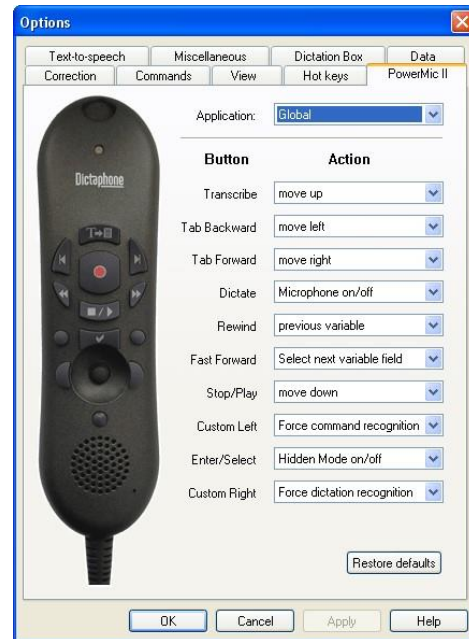 Options
Text-to-speech Miscellaneous Dictation Box Data
Correction Commands View Hot keys PowerMic II
Application: Global
Button Action
Dictaphone
Transcribe move up
Tab Backward move left
Tab Forward move right
Dictate Microphone on/off
Rewind previous variable
Fast Forward Select next variable field
Stop/Play move down
Custom Left Force command recognition
Enter/Select Hidden Mode on/off
Custom Right Force dictation recognition
Restore defaults
OK Cancel Apply Help